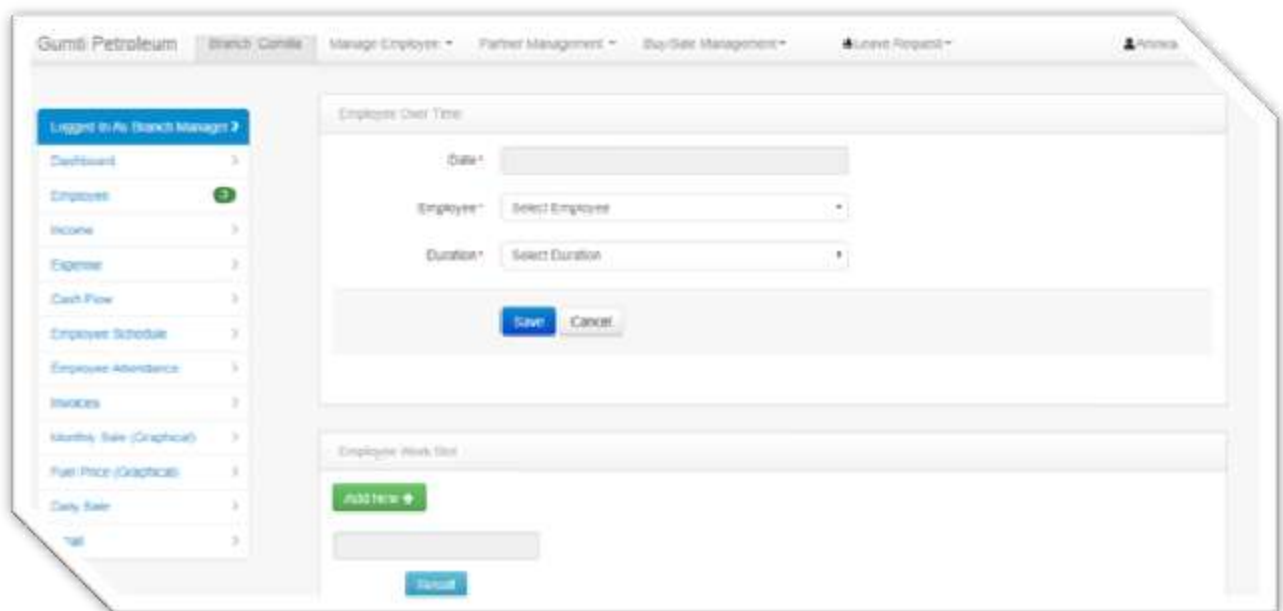 Gumti Petroleum Branch Comilla Manage Employee Partner Management Buy/Sale Management Leave Request
Logged In As Branch Manager
Dashboard
Employee
Income
Expense
Cash Flow
Employee Schedule
Employee Attendance
Invoices
Monthly Sale (Graphical)
Fuel Price (Graphical)
Daily Sale
Employee Over Time
Date*
Employee* Select Employee
Duration* Select Duration
Save Cancel
Employee Work Slot
Add New
Result